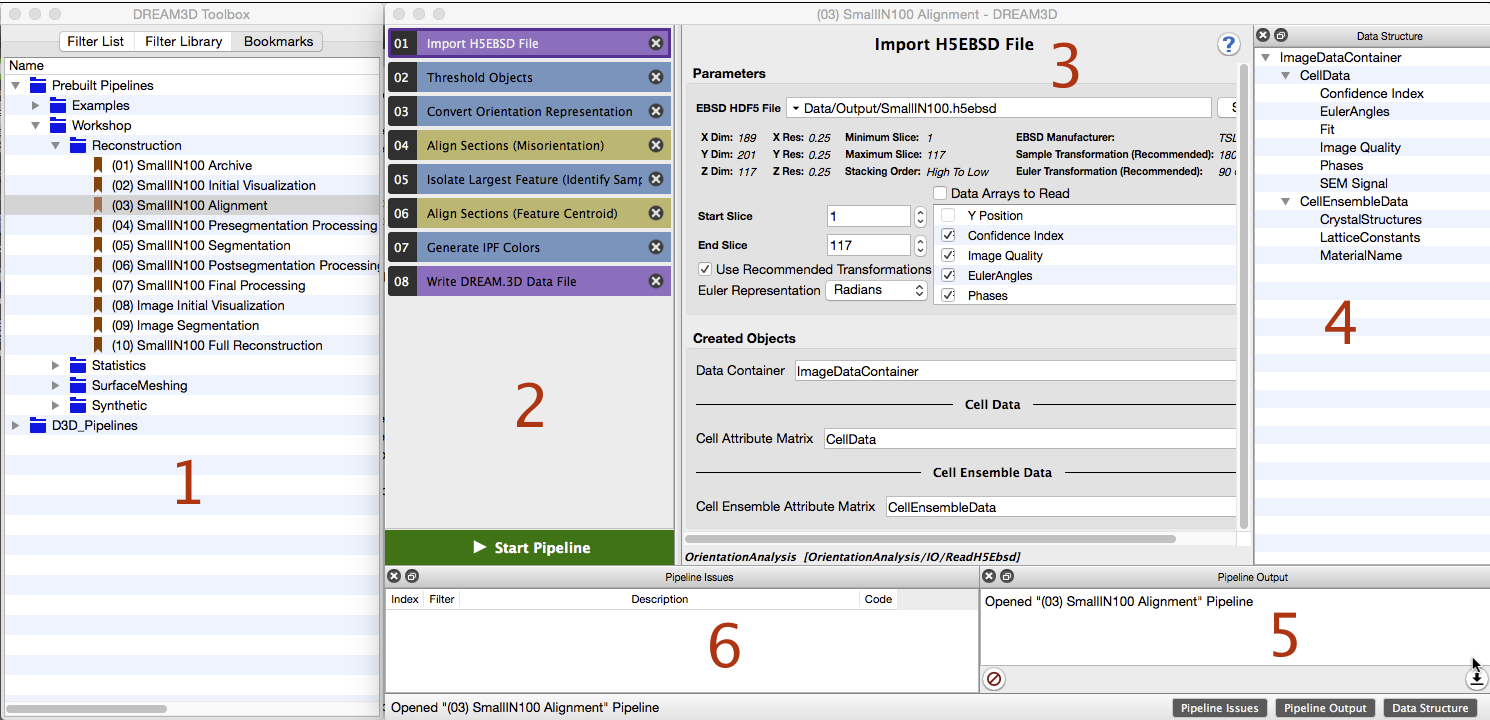 DREAM3D Toolbox
Filter List Filter Library Bookmarks
Name
Prebuilt Pipelines
Examples
Workshop
Reconstruction
(01) SmallIN100 Archive
(02) SmallIN100 Initial Visualization
(03) SmallIN100 Alignment
(04) SmallIN100 Presegmentation Processing
(05) SmallIN100 Segmentation
(06) SmallIN100 Postsegmentation Processing
(07) SmallIN100 Final Processing
(08) Image Initial Visualization
(09) Image Segmentation
(10) SmallIN100 Full Reconstruction
Statistics
SurfaceMeshing
Synthetic
D3D_Pipelines
1
(03) SmallIN100 Alignment - DREAM3D
01 Import H5EBSD File
02 Threshold Objects
03 Convert Orientation Representation
04 Align Sections (Misorientation)
05 Isolate Largest Feature (Identify Samp
06 Align Sections (Feature Centroid)
07 Generate IPF Colors
08 Write DREAM.3D Data File
2
Start Pipeline
Import H5EBSD File
?
3
Parameters
EBSD HDF5 File Data/Output/SmallIN100.h5ebsd S
X Dim: 189 X Res: 0.25 Minimum Slice: 1 EBSD Manufacturer: TSL
Y Dim: 201 Y Res: 0.25 Maximum Slice: 117 Sample Transformation (Recommended): 180
Z Dim: 117 Z Res: 0.25 Stacking Order: High To Low Euler Transformation (Recommended): 90
Data Arrays to Read
Start Slice 1
End Slice 117
Use Recommended Transformations
Euler Representation Radians
Y Position
Confidence Index
Image Quality
EulerAngles
Phases
Created Objects
Data Container ImageDataContainer
Cell Data
Cell Attribute Matrix CellData
Cell Ensemble Data
Cell Ensemble Attribute Matrix CellEnsembleData
OrientationAnalysis [OrientationAnalysis/IO/ReadH5Ebsd]
Data Structure
ImageDataContainer
CellData
Confidence Index
EulerAngles
Fit
Image Quality
Phases
SEM Signal
CellEnsembleData
CrystalStructures
LatticeConstants
MaterialName
4
Pipeline Issues
Index Filter Description Code
6
Pipeline Output
Opened "(03) SmallIN100 Alignment" Pipeline
5
Opened "(03) SmallIN100 Alignment" Pipeline
Pipeline Issues Pipeline Output Data Structure